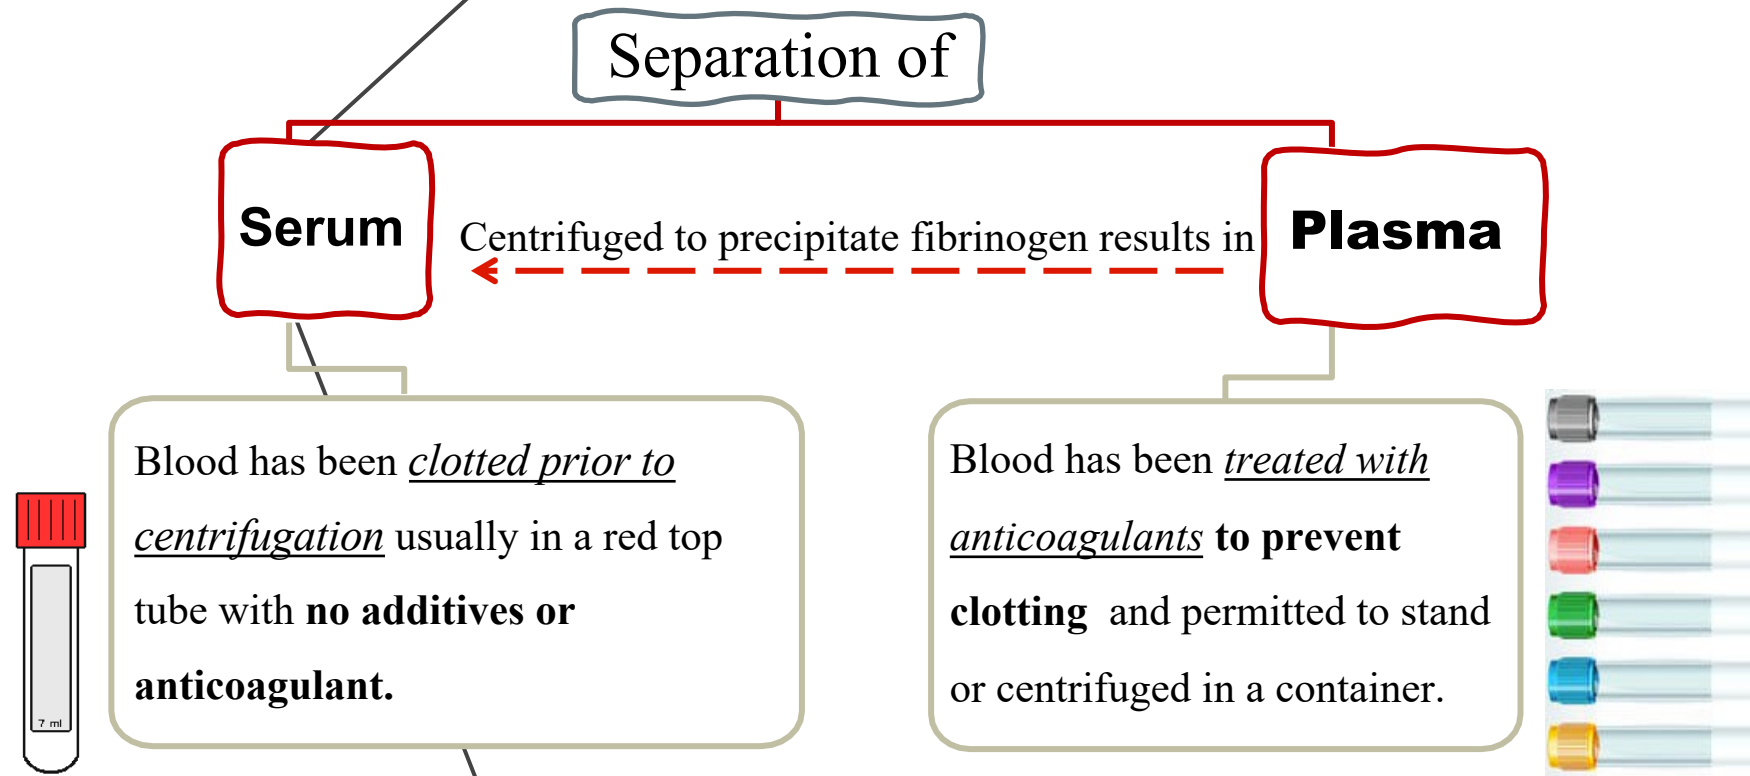 Separation of
Serum
Centrifuged to precipitate fibrinogen results in
Plasma
Blood has been clotted prior to
centrifugation usually in a red top
tube with no additives or
anticoagulant.
7 ml
Blood has been treated with
anticoagulants to prevent
clotting and permitted to stand
or centrifuged in a container.